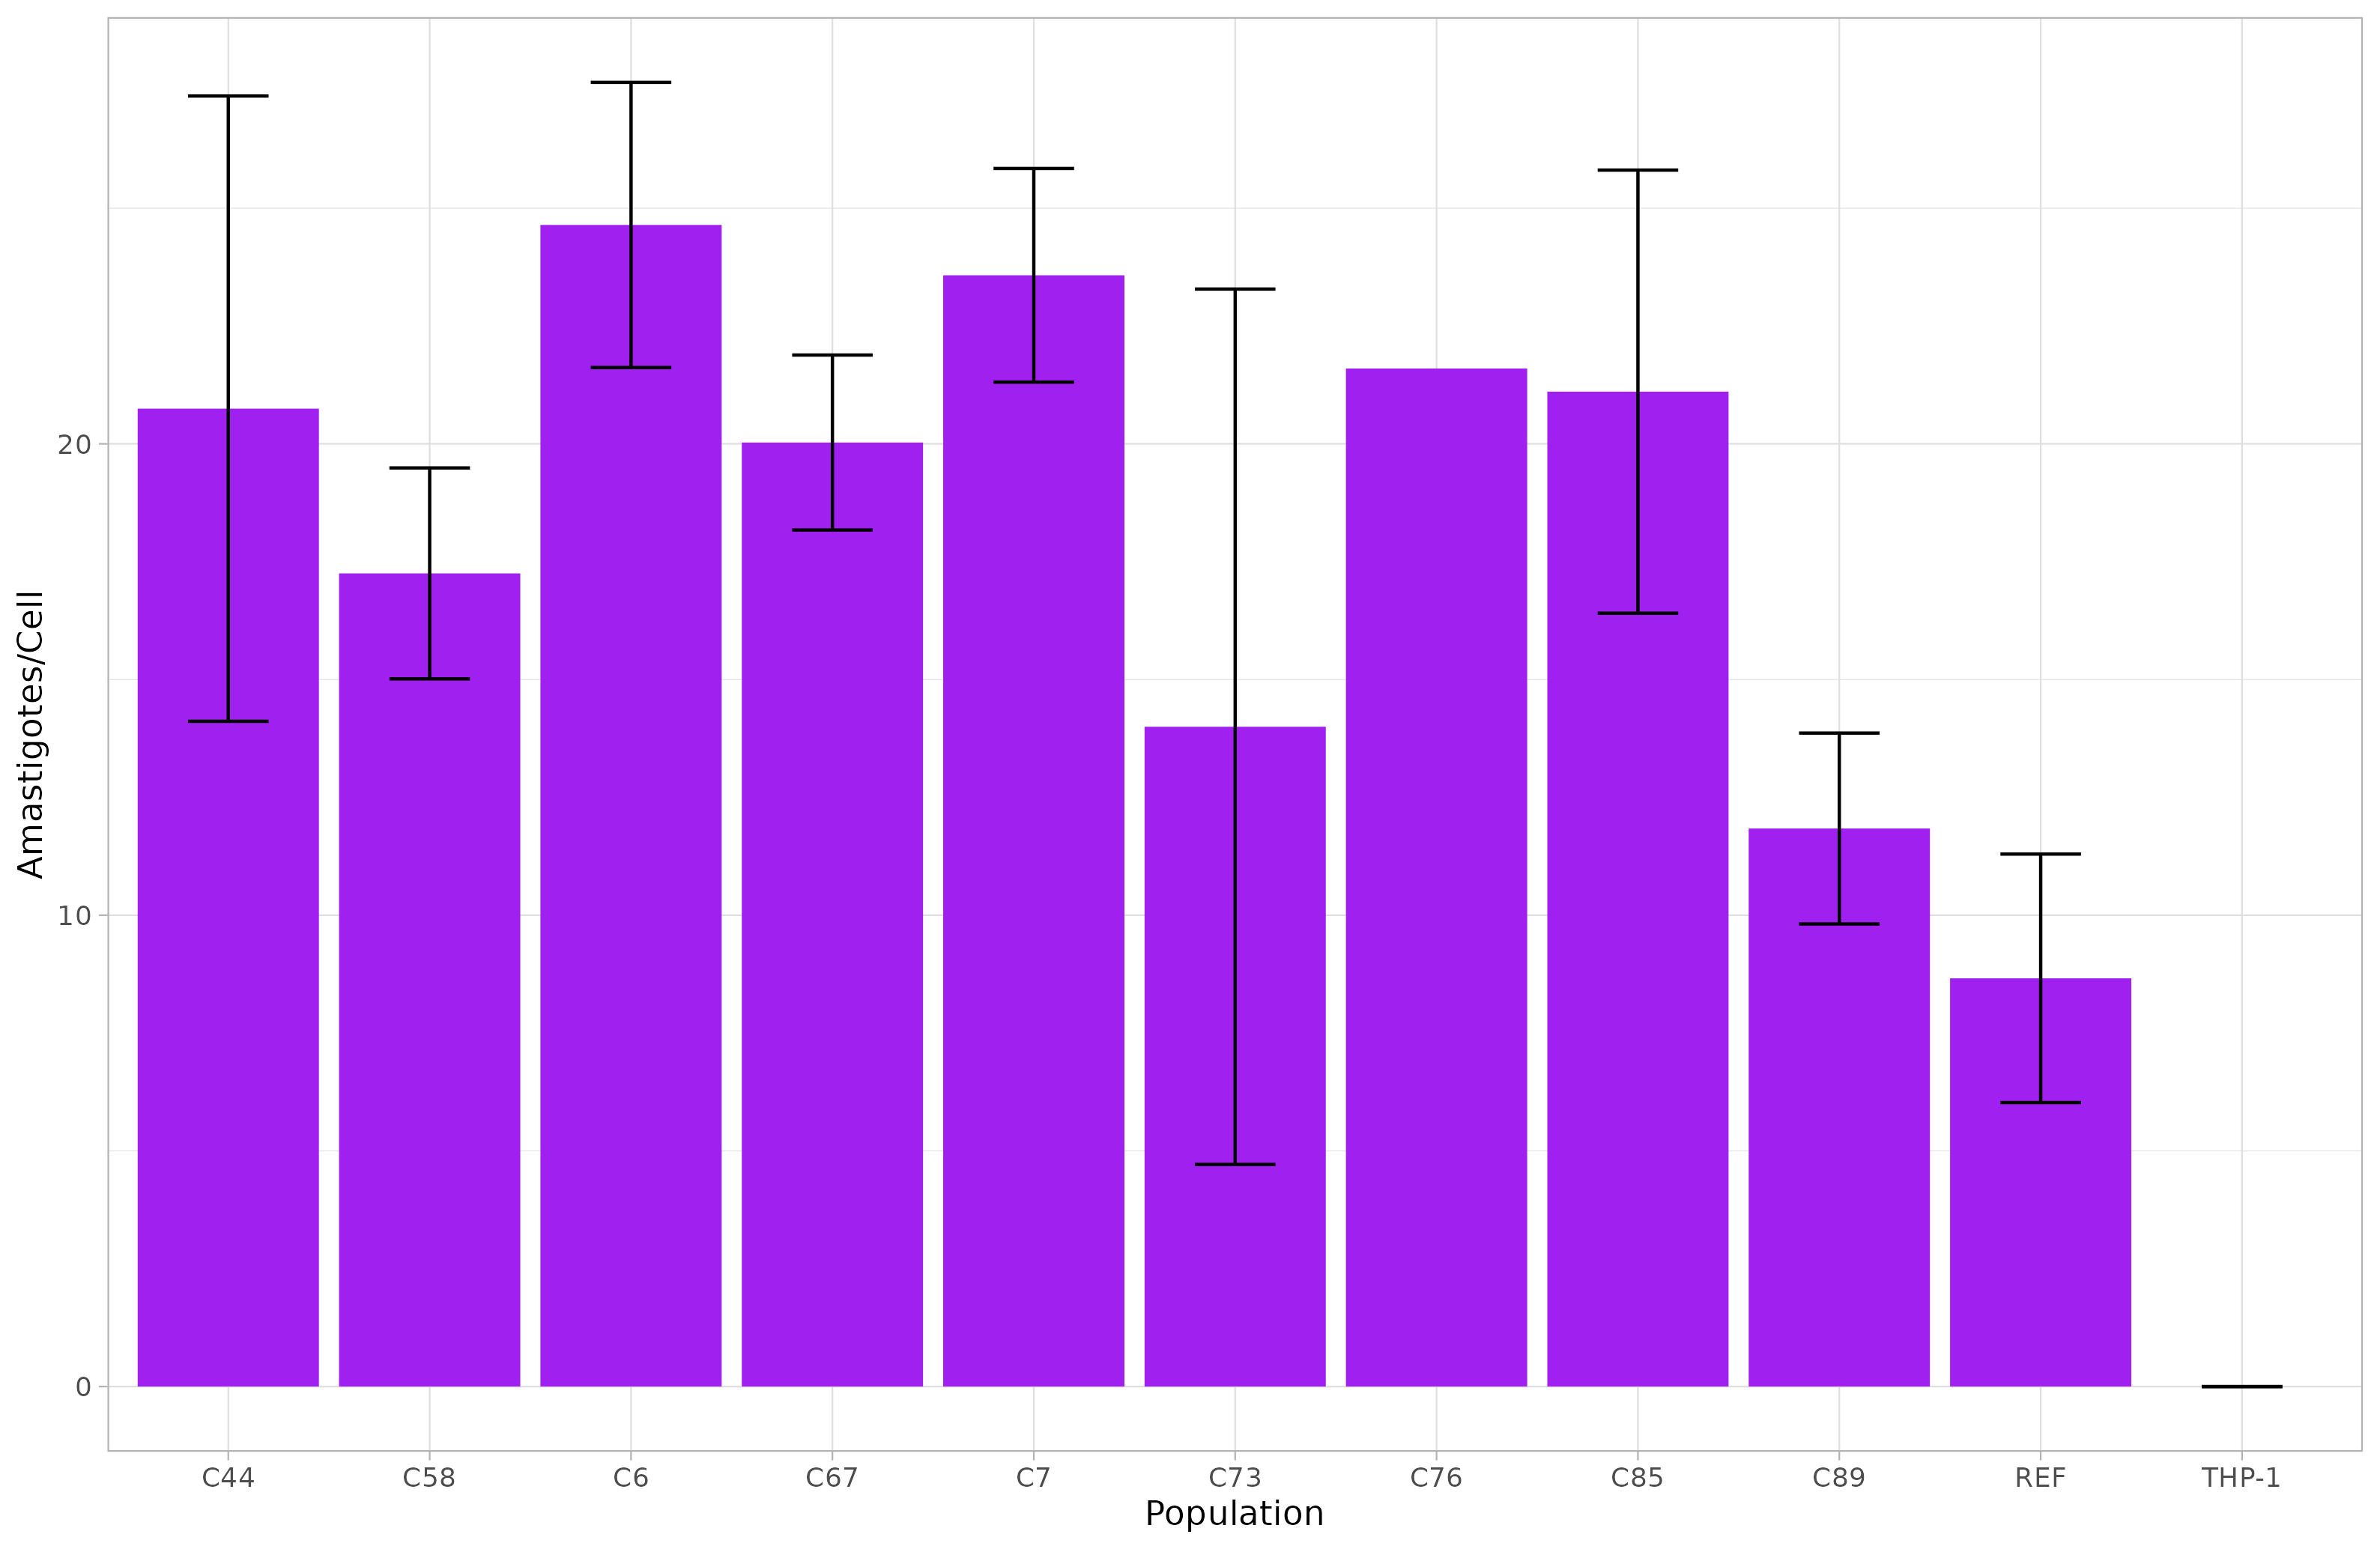 Amastigotes/Cell
20
10
0
C44 C58 C6 C67 C7 C73 C76 C85 C89 REF THP-1
Population